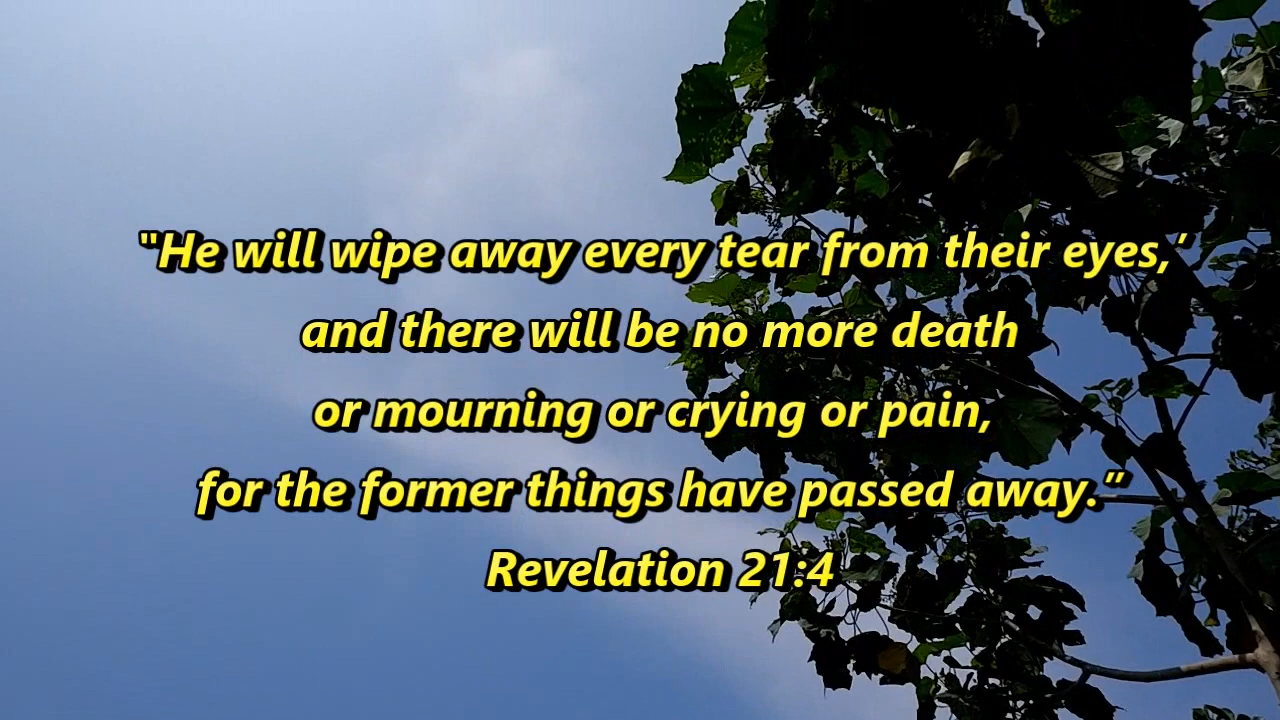 "He will wipe away every tear from their eyes,’
and there will be no more death
or mourning or crying or pain,
for the former things have passed away.”
Revelation 21:4